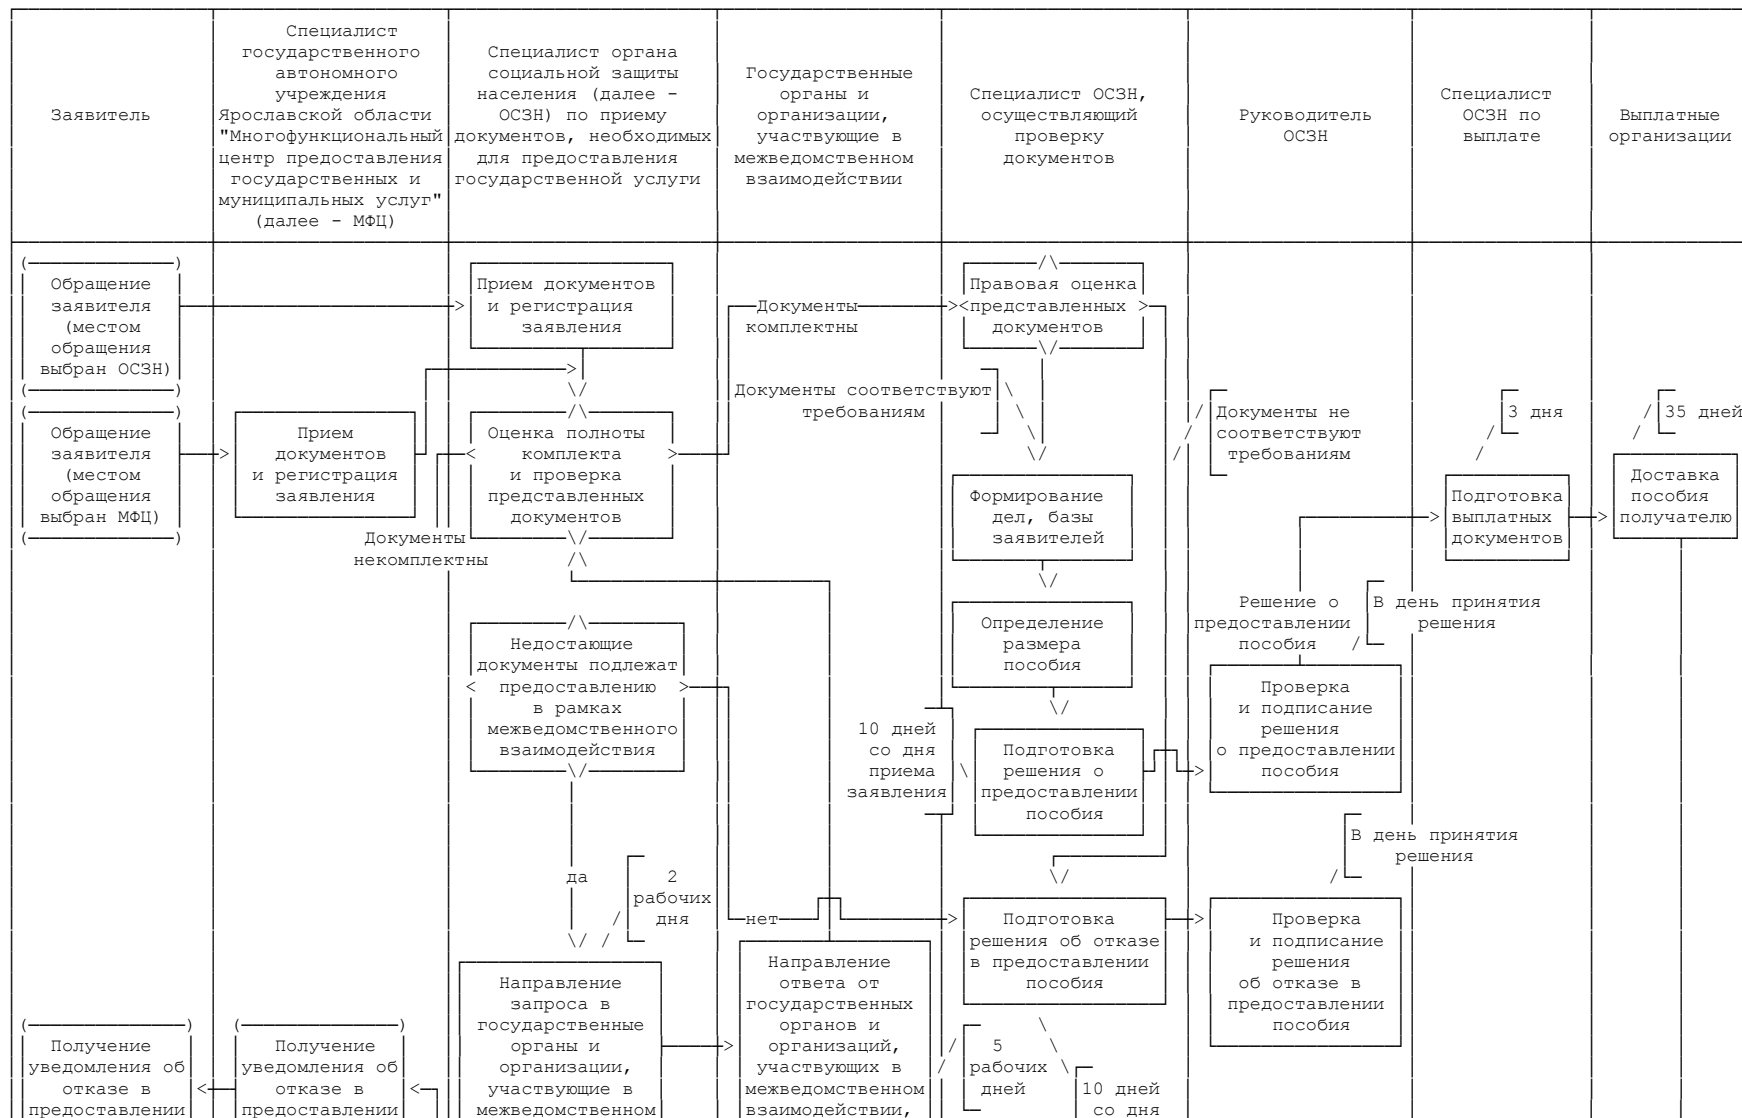 Заявитель
Специалист
государственного
автономного
учреждения
Ярославской области
"Многофункциональный
центр предоставления
государственных и
муниципальных услуг"
(далее - МФЦ)
Специалист органа
социальной защиты
населения (далее -
ОСЗН) по приему
документов, необходимых
для предоставления
государственной услуги
Государственные
органы и
организации,
участвующие в
межведомственном
взаимодействии
Специалист ОСЗН,
осуществляющий
проверку
документов
Руководитель
ОСЗН
Специалист
ОСЗН по
выплате
Выплатные
организации
Обращение
заявителя
(местом
обращения
выбран ОСЗН)
Прием документов
и регистрация
заявления
Документы
комплектны
Правовая оценка
представленных
документов
Документы соответствуют
требованиям
Документы не
соответствуют
требованиям
3 дня
35 дней
Обращение
заявителя
(местом
обращения
выбран МФЦ)
Прием
документов
и регистрация
заявления
Оценка полноты
комплекта
и проверка
представленных
документов
Документы
некомплектны
Формирование
дел, базы
заявителей
Подготовка
выплатных
документов
Доставка
пособия
получателю
Решение о
предоставлении
пособия
В день принятия
решения
Недостающие
документы подлежат
предоставлению
в рамках
межведомственного
взаимодействия
Определение
размера
пособия
Проверка
и подписание
решения
о предоставлении
пособия
10 дней
со дня
приема
заявления
Подготовка
решения о
предоставлении
пособия
В день принятия
решения
да
2
рабочих
дня
нет
Подготовка
решения об отказе
в предоставлении
пособия
Проверка
и подписание
решения
об отказе в
предоставлении
пособия
Направление
запроса в
государственные
органы и
организации,
участвующие в
межведомственном
Направление
ответа от
государственных
органов и
организаций,
участвующих в
межведомственном
взаимодействии,
5
рабочих
дней
10 дней
со дня
Получение
уведомления об
отказе в
предоставлении
Получение
уведомления об
отказе в
предоставлении